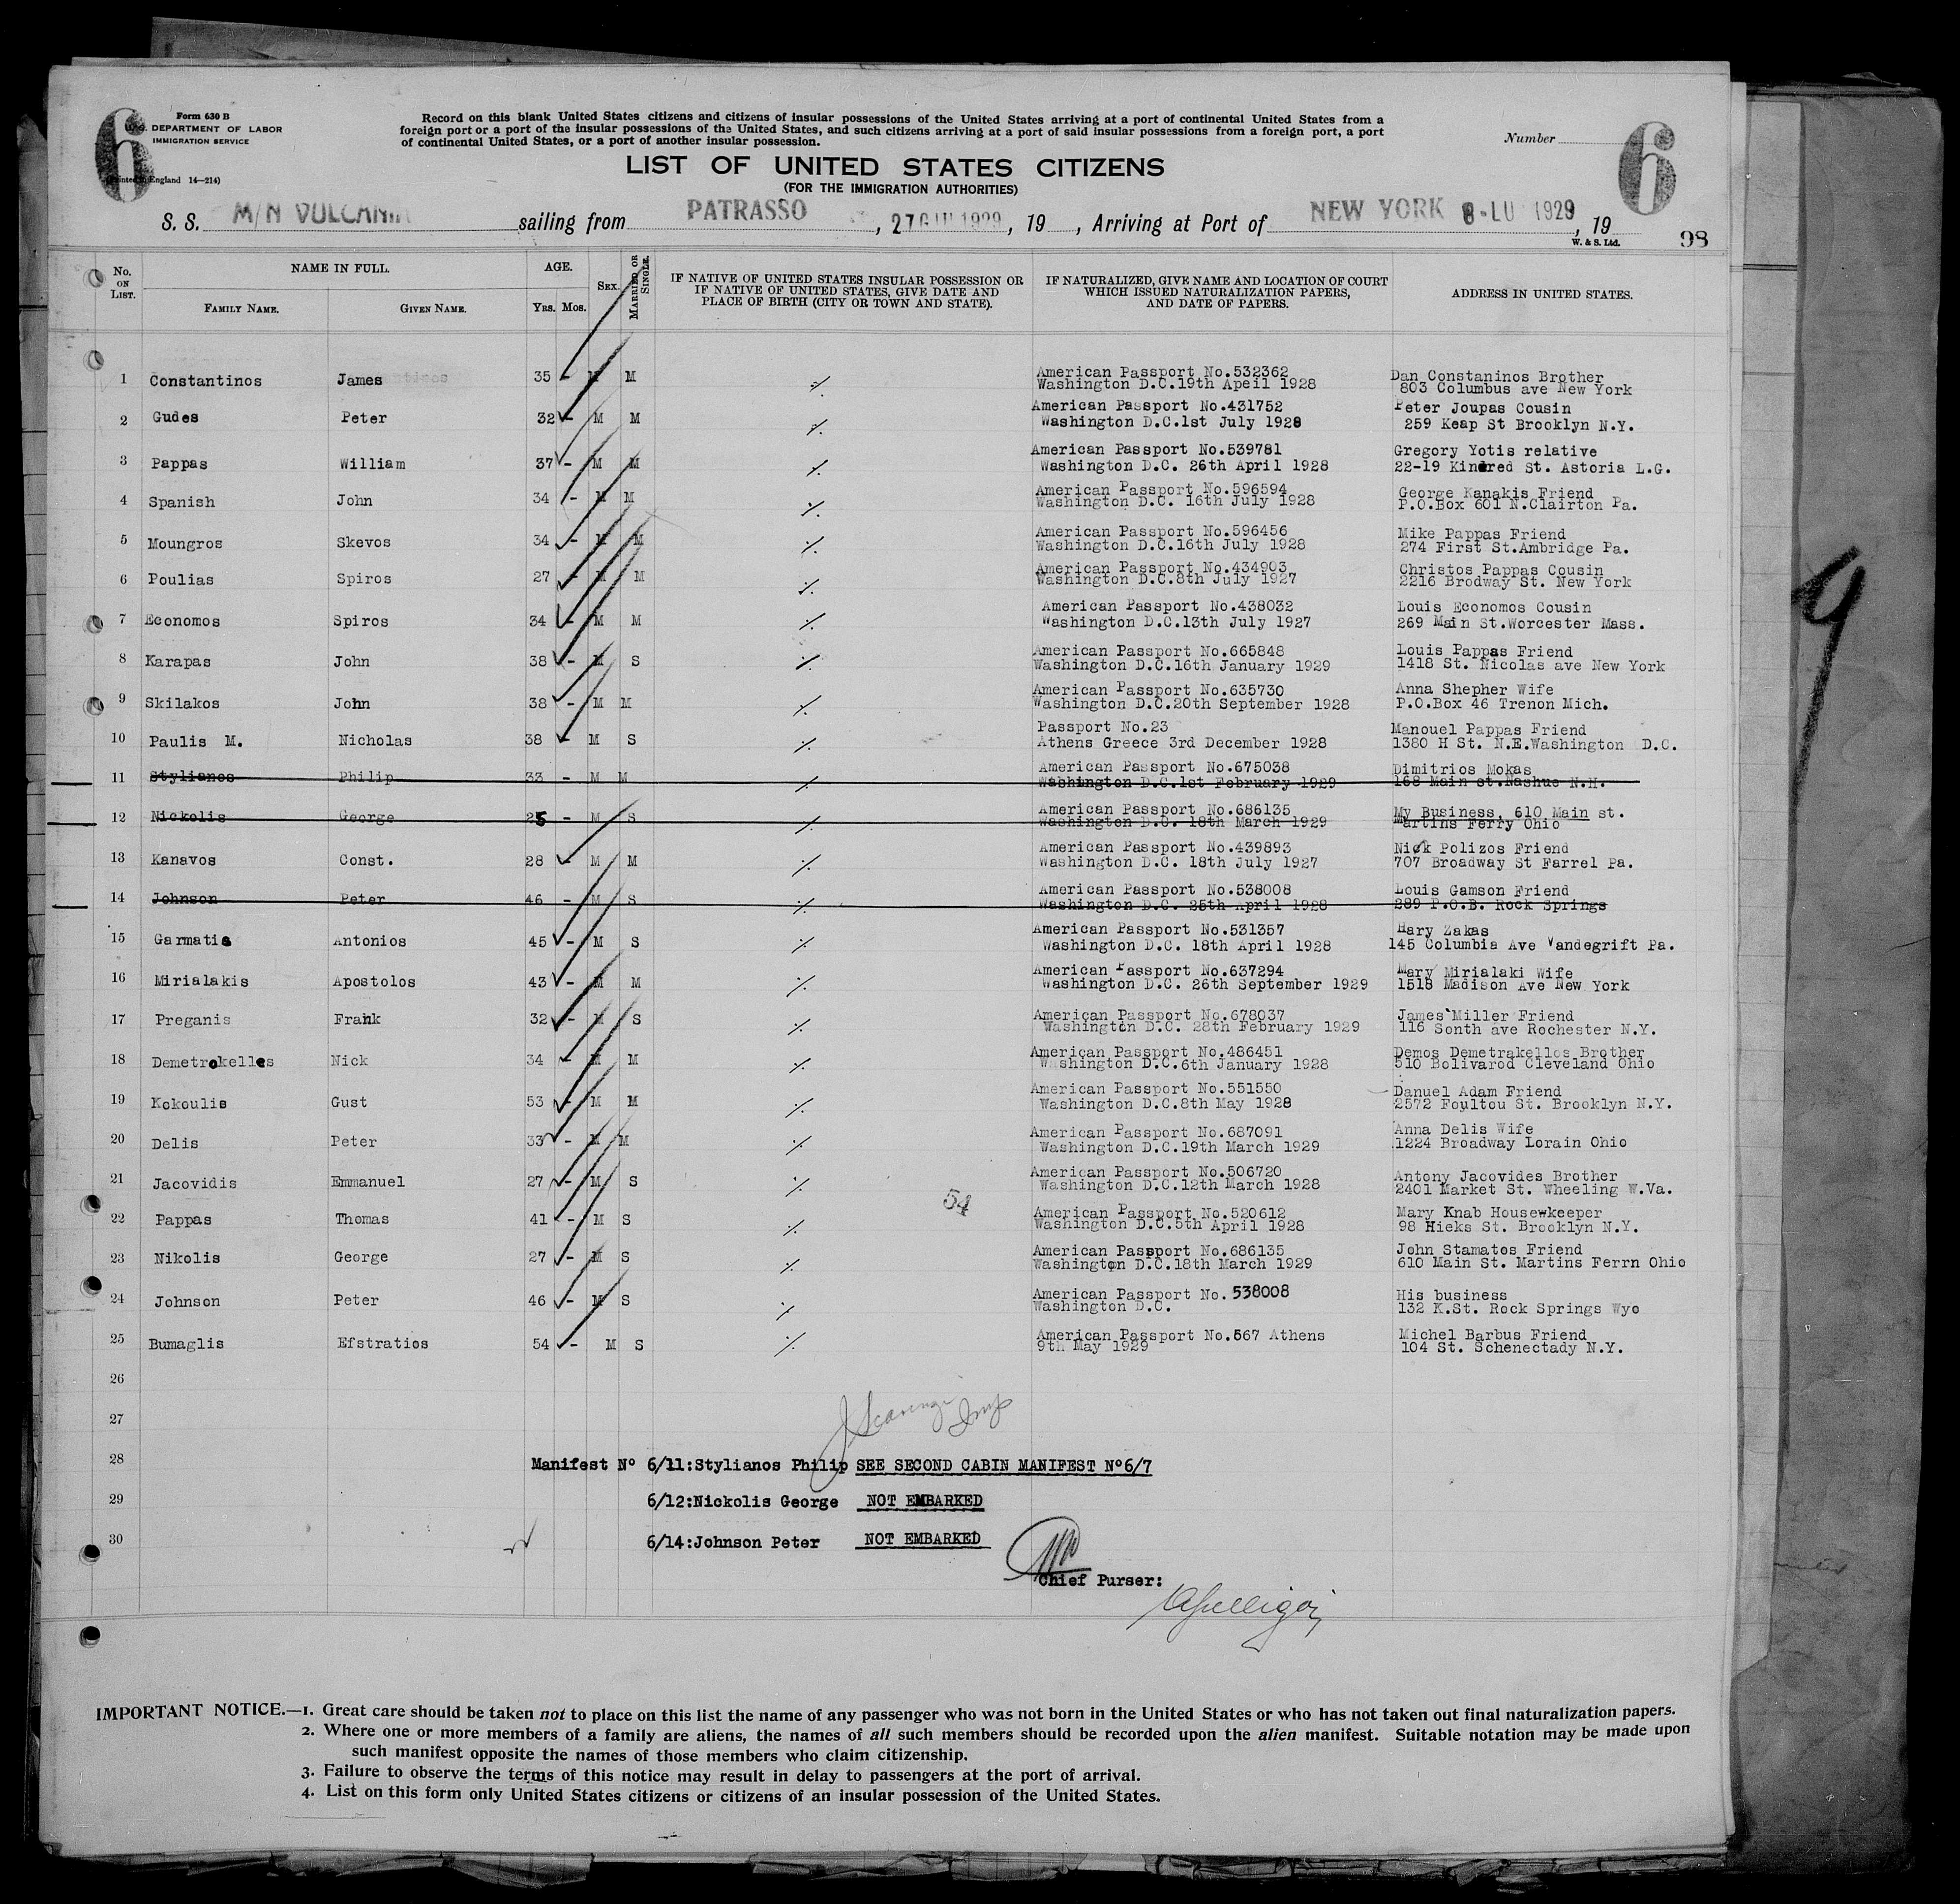 6
Form 630 B
U.S. DEPARTMENT OF LABOR
IMMIGRATION SERVICE
(Printed in England 14—214)
Record on this blank United States citizens and citizens of insular possessions of the United States arriving at a port of continental United States from a
foreign port or a port of the insular possessions of the United States, and such citizens arriving at a port of said insular possessions from a foreign port, a port
of continental United States, or a port of another insular possession.
Number
6
LIST OF UNITED STATES CITIZENS
(FOR THE IMMIGRATION AUTHORITIES)
S. S. M/N VULCANIA sailing from PATRASSO, 27 GIU 1929, 19 , Arriving at Port of NEW YORK 8-LU 1929, 19
W. & S. Ltd.
98
No. ON LIST. NAME IN FULL. AGE. SEX. MARRIED OR SINGLE. IF NATIVE OF UNITED STATES INSULAR POSSESSION OR IF NATIVE OF UNITED STATES, GIVE DATE AND PLACE OF BIRTH (CITY OR TOWN AND STATE). IF NATURALIZED, GIVE NAME AND LOCATION OF COURT WHICH ISSUED NATURALIZATION PAPERS, AND DATE OF PAPERS. ADDRESS IN UNITED STATES.
FAMILY NAME. GIVEN NAME. YRS. MOS.
1 Constantinos James 35 - M M ·/. American Passport No.532362 Dan Constaninos Brother
Washington D.C.19th Apeil 1928 803 Columbus ave New York
2 Gudes Peter 32 - M M ·/. American Passport No.431752 Peter Joupas Cousin
Washington D.C.1st July 1928 259 Keap St Brooklyn N.Y.
3 Pappas William 37 - M M ·/. American Passport No.539781 Gregory Yotis relative
Washington D.C. 26th April 1928 22-19 Kindred St. Astoria L.G.
4 Spanish John 34 - M M ·/. American Passport No.596594 George Kanakis Friend
Washington D.C. 16th July 1928 P.O.Box 601 N.Clairton Pa.
5 Moungros Skevos 34 - M M ·/. American Passport No.596456 Mike Pappas Friend
Washington D.C.16th July 1928 274 First St.Ambridge Pa.
6 Poulias Spiros 27 - M M ·/. American Passport No.434903 Christos Pappas Cousin
Washington D.C.8th July 1927 2216 Brodway St. New York
7 Economos Spiros 34 - M M ·/. American Passport No.438032 Louis Economos Cousin
Washington D.C.13th July 1927 269 Main St.Worcester Mass.
8 Karapas John 38 - M S ·/. American Passport No.665848 Louis Pappas Friend
Washington D.C.16th January 1929 1418 St. Nicolas ave New York
9 Skilakos John 38 - M M ·/. American Passport No.635730 Anna Shepher Wife
Washington D.C.20th September 1928 P.O.Box 46 Trenon Mich.
10 Paulis M. Nicholas 38 - M S ·/. Passport No.23 Manouel Pappas Friend
Athens Greece 3rd December 1928 1380 H St. N.E.Washington D.C.
11 Stylianos Philip 33 - M M ·/. American Passport No.675038 Dimitrios Mokas
Washington D.C.1st February 1929 168 Main st.Nashue N.H.
12 Nickolis George 25 - M S ·/. American Passport No.686135 My Business, 610 Main st.
Washington D.C. 18th March 1929 Martins Ferry Ohio
13 Kanavos Const. 28 - M M ·/. American Passport No.439893 Nick Polizos Friend
Washington D.C. 18th July 1927 707 Broadway St Farrel Pa.
14 Johnson Peter 46 - M S ·/. American Passport No.538008 Louis Gamson Friend
Washington D.C. 25th April 1928 289 P.O.B. Rock Springs
15 Garmatis Antonios 45 - M S ·/. American Passport No.531357 Hary Zakas
Washington D.C. 18th April 1928 145 Columbia Ave Vandegrift Pa.
16 Mirialakis Apostolos 43 - M M ·/. American Passport No.637294 Mary Mirialaki Wife
Washington D.C. 26th September 1929 1518 Madison Ave New York
17 Preganis Frank 32 - M S ·/. American Passport No.678037 James Miller Friend
Washington D.C. 28th February 1929 116 Sonth ave Rochester N.Y.
18 Demetrokelles Nick 34 - M M ·/. American Passport No.486451 Demos Demetrakellos Brother
Washington D.C.6th January 1928 510 Bolivarod Cleveland Ohio
19 Kokoulis Gust 53 - M M ·/. American Passport No.551550 Danuel Adam Friend
Washington D.C.8th May 1928 2572 Foultou St. Brooklyn N.Y.
20 Delis Peter 33 - M M ·/. American Passport No.687091 Anna Delis Wife
Washington D.C.19th March 1929 1224 Broadway Lorain Ohio
21 Jacovidis Emmanuel 27 - M S ·/. American Passport No.506720 Antony Jacovides Brother
Washington D.C.12th March 1928 2401 Market St. Wheeling W.Va.
54
22 Pappas Thomas 41 - M S ·/. American Passport No.520612 Mary Knab Housewkeeper
Washington D.C.5th April 1928 98 Hieks St. Brooklyn N.Y.
23 Nikolis George 27 - M S ·/. American Passport No.686135 John Stamatos Friend
Washington D.C.18th March 1929 610 Main St. Martins Ferrn Ohio
24 Johnson Peter 46 - M S ·/. American Passport No. 538008 His business
Washington D.C. 132 K.St. Rock Springs Wyo
25 Bumaglis Efstratios 54 - M S ·/. American Passport No.567 Athens Michel Barbus Friend
9th May 1929 104 St. Schenectady N.Y.
26
27
28 Manifest Nº 6/11:Stylianos Philip SEE SECOND CABIN MANIFEST Nº6/7
29 6/12:Nickolis George NOT EMBARKED
30 6/14:Johnson Peter NOT EMBARKED
Chief Purser:
IMPORTANT NOTICE.—1. Great care should be taken not to place on this list the name of any passenger who was not born in the United States or who has not taken out final naturalization papers.
2. Where one or more members of a family are aliens, the names of all such members should be recorded upon the alien manifest. Suitable notation may be made upon
such manifest opposite the names of those members who claim citizenship.
3. Failure to observe the terms of this notice may result in delay to passengers at the port of arrival.
4. List on this form only United States citizens or citizens of an insular possession of the United States.
9